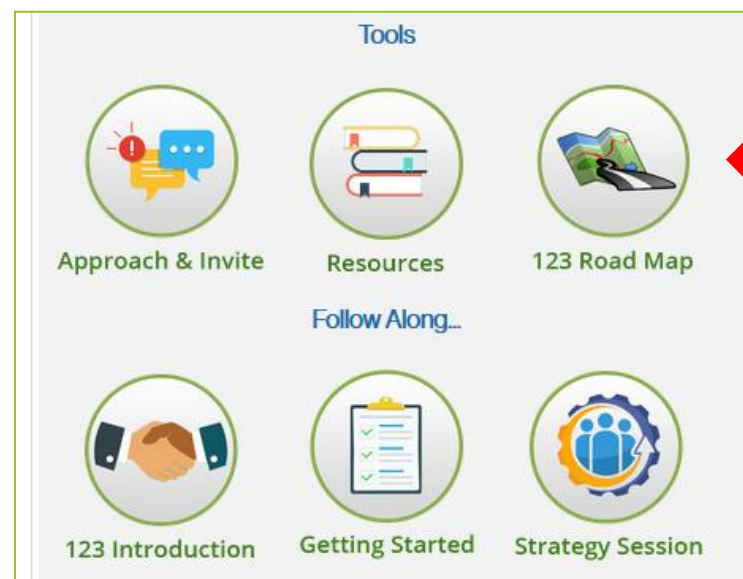 Tools
Approach & Invite
Resources
123 Road Map
Follow Along...
123 Introduction
Getting Started
Strategy Session